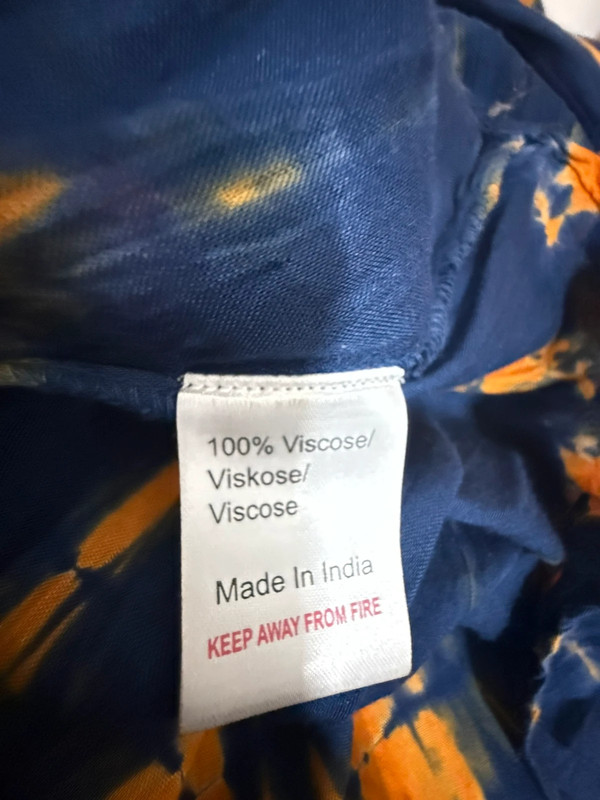 100% Viscose/
Viskose/
Viscose
Made In India
KEEP AWAY FROM FIRE